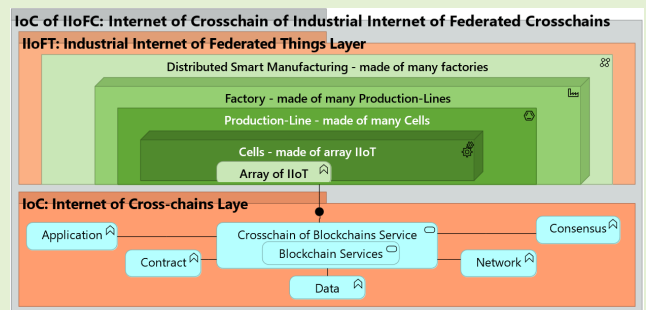 IoC of IIoFC: Internet of Crosschain of Industrial Internet of Federated Crosschains
IIoFT: Industrial Internet of Federated Things Layer
Distributed Smart Manufacturing - made of many factories
Factory - made of many Production-Lines
Production-Line - made of many Cells
Cells - made of array IIoT
Array of IIoT
IoC: Internet of Cross-chains Laye
Application
Crosschain of Blockchains Service
Consensus
Blockchain Services
Contract
Network
Data